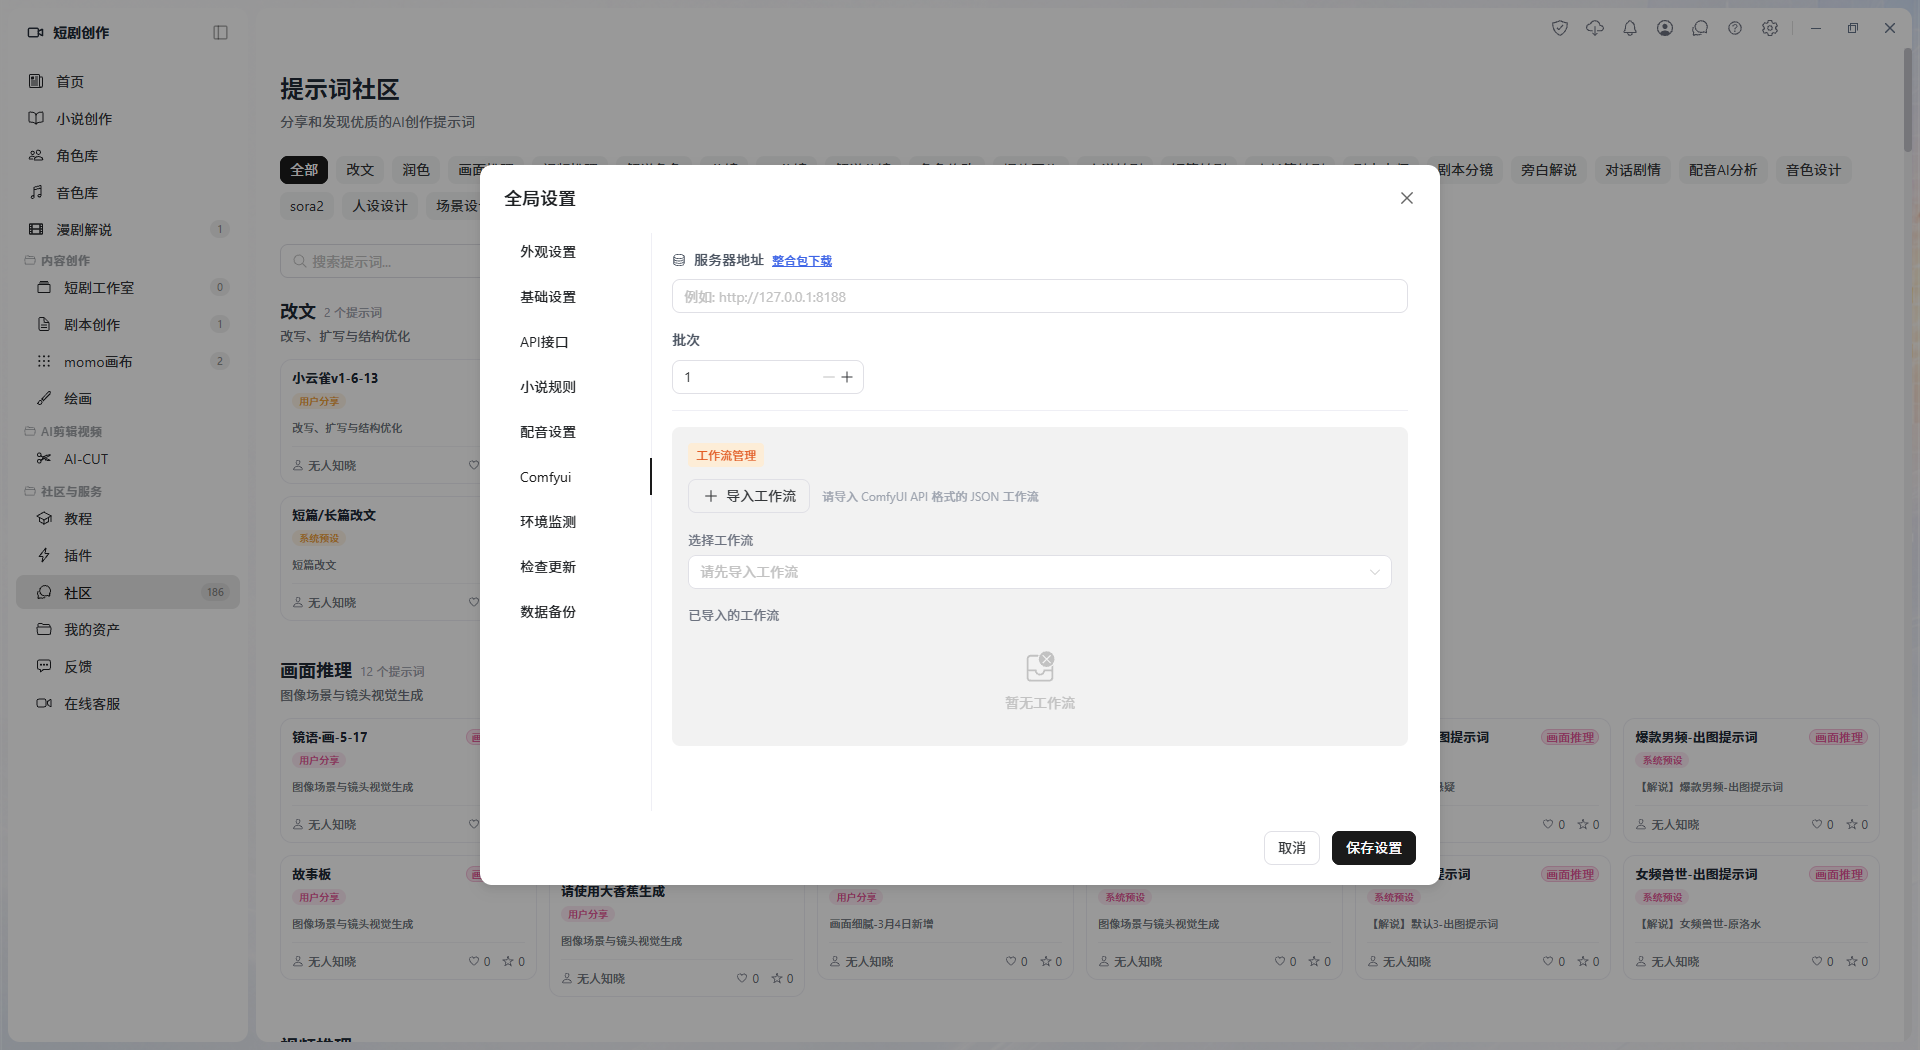 短剧创作
首页
小说创作
角色库
音色库
漫剧解说 1
内容创作
短剧工作室 0
剧本创作 1
momo画布 2
绘画
AI剪辑视频
AI-CUT
社区与服务
教程
插件
社区 186
我的资产
反馈
在线客服
提示词社区
分享和发现优质的AI创作提示词
全部 改文 润色 剧本分镜 旁白解说 对话剧情 配音AI分析 音色设计
sora2 人设设计
搜索提示词...
改文 2 个提示词
改写、扩写与结构优化
小云雀v1-6-13
用户分享
改写、扩写与结构优化
无人知晓
短篇/长篇改文
系统预设
短篇改文
无人知晓
画面推理 12 个提示词
图像场景与镜头视觉生成
镜语·画-5-17
用户分享
图像场景与镜头视觉生成
无人知晓
图提示词 画面推理
0 0
爆款男频-出图提示词 画面推理
系统预设
【解说】爆款男频-出图提示词
无人知晓 0 0
故事板
用户分享
图像场景与镜头视觉生成
无人知晓 0 0
请使用大香蕉生成
用户分享
图像场景与镜头视觉生成
无人知晓 0 0
用户分享
画面细腻-3月4日新增
无人知晓 0 0
系统预设
图像场景与镜头视觉生成
无人知晓 0 0
提示词 画面推理
系统预设
【解说】默认3-出图提示词
无人知晓 0 0
女频兽世-出图提示词 画面推理
系统预设
【解说】女频兽世-原洛水
无人知晓 0 0
全局设置
外观设置
基础设置
API接口
小说规则
配音设置
Comfyui
环境监测
检查更新
数据备份
服务器地址 整合包下载
例如: http://127.0.0.1:8188
批次
1
工作流管理
导入工作流 请导入 ComfyUI API 格式的 JSON 工作流
选择工作流
请先导入工作流
已导入的工作流
暂无工作流
取消 保存设置